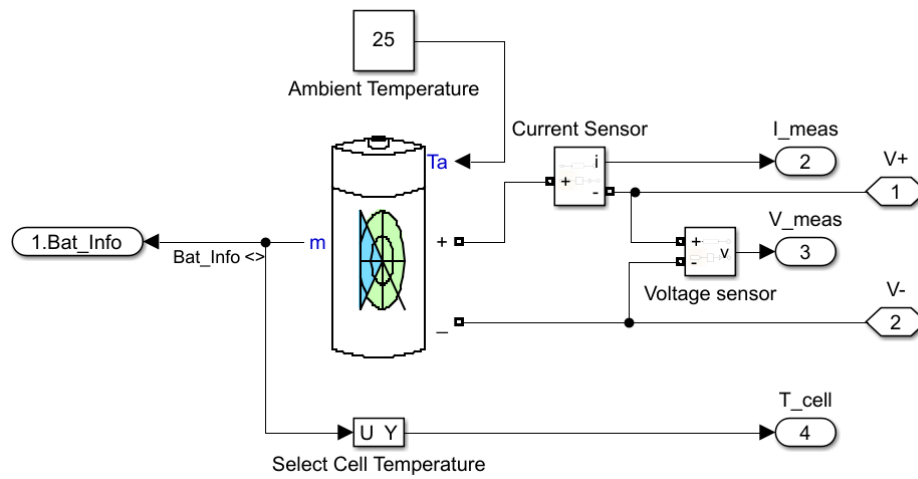 25
Ambient Temperature
Current Sensor
I_meas
Ta
i
2
V+
+
-
1
V_meas
1.Bat_Info
m
+
+
-
v
3
Bat_Info <>
Voltage sensor
V-
_
2
T_cell
U Y
4
Select Cell Temperature